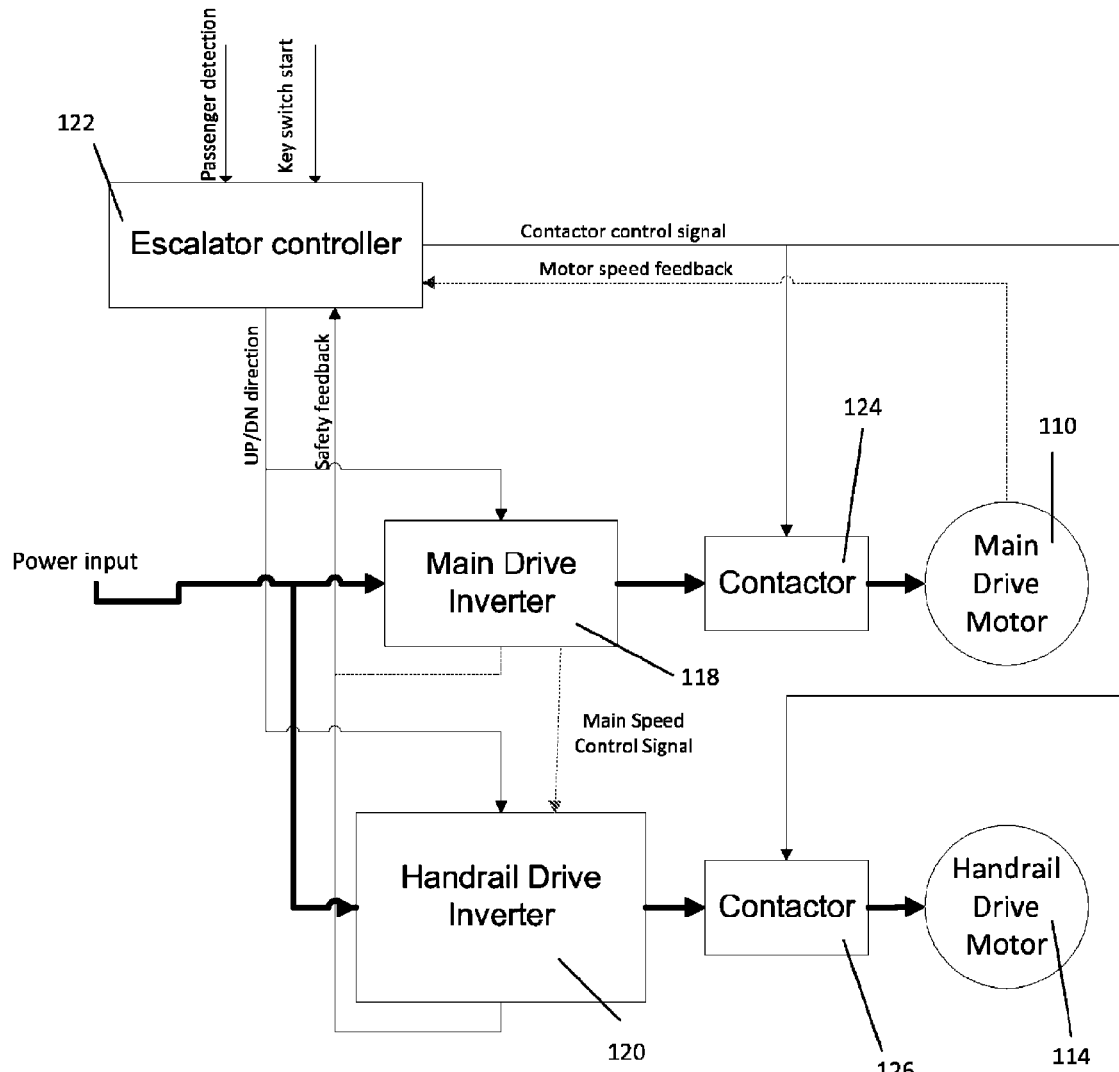 Passenger detection
Key switch start
122
Escalator controller
Contactor control signal
Motor speed feedback
UP/DN direction
Safety feedback
124
110
Power input
Main Drive
Inverter
Contactor
Main
Drive
Motor
118
Main Speed
Control Signal
Handrail Drive
Inverter
Contactor
Handrail
Drive
Motor
120
126
114